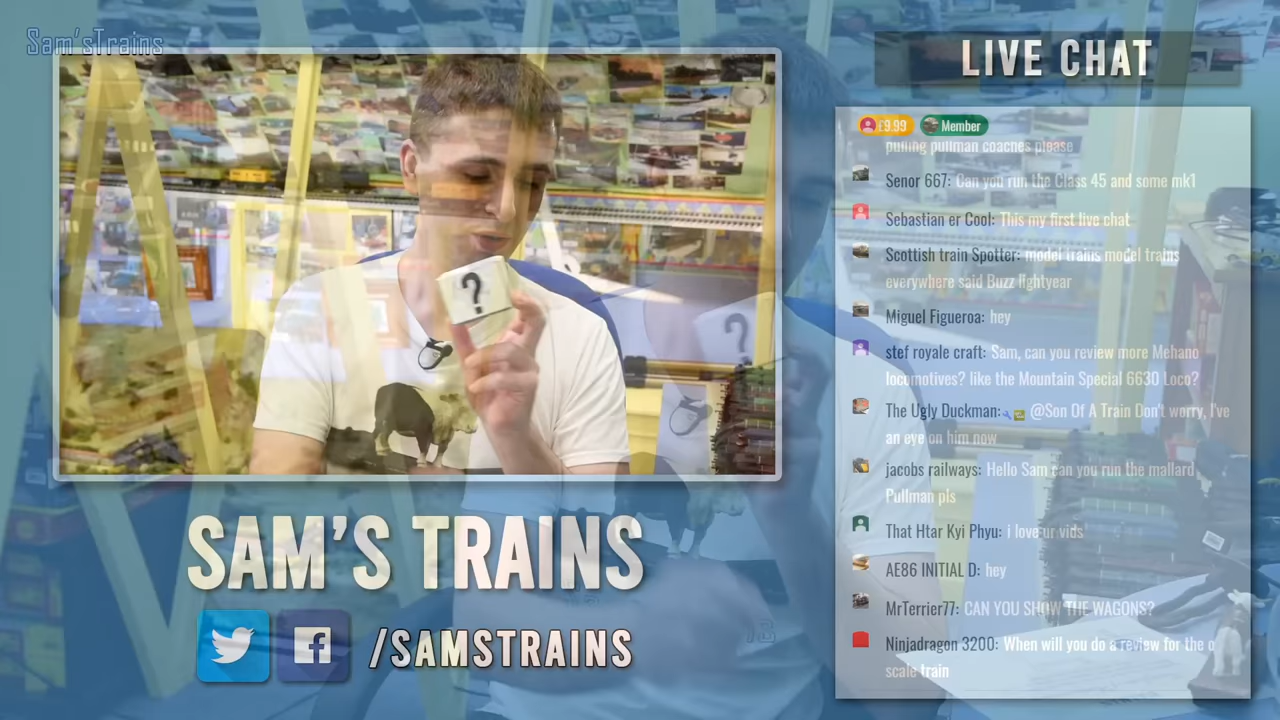 Sam'sTrains
LIVE CHAT
£9.99 Member
pulling pullman coaches please
Senor 667: Can you run the Class 45 and some mk1
Sebastian er Cool: This my first live chat
Scottish train Spotter: model trains model trains
everywhere said Buzz lightyear
Miguel Figueroa: hey
?
stef royale craft: Sam, can you review more Mehano
locomotives? like the Mountain Special 6630 Loco?
The Ugly Duckman: @Son Of A Train Don't worry, I've
an eye on him now
jacobs railways: Hello Sam can you run the mallard
Pullman pls
That Htar Kyi Phyu: i love ur vids!
AE86 INITIAL D: hey
MrTerrier77: CAN YOU SHOW THE WAGONS?
Ninjadragon 3200: When will you do a review for the o
scale train
SAM'S TRAINS
/SAMSTRAINS